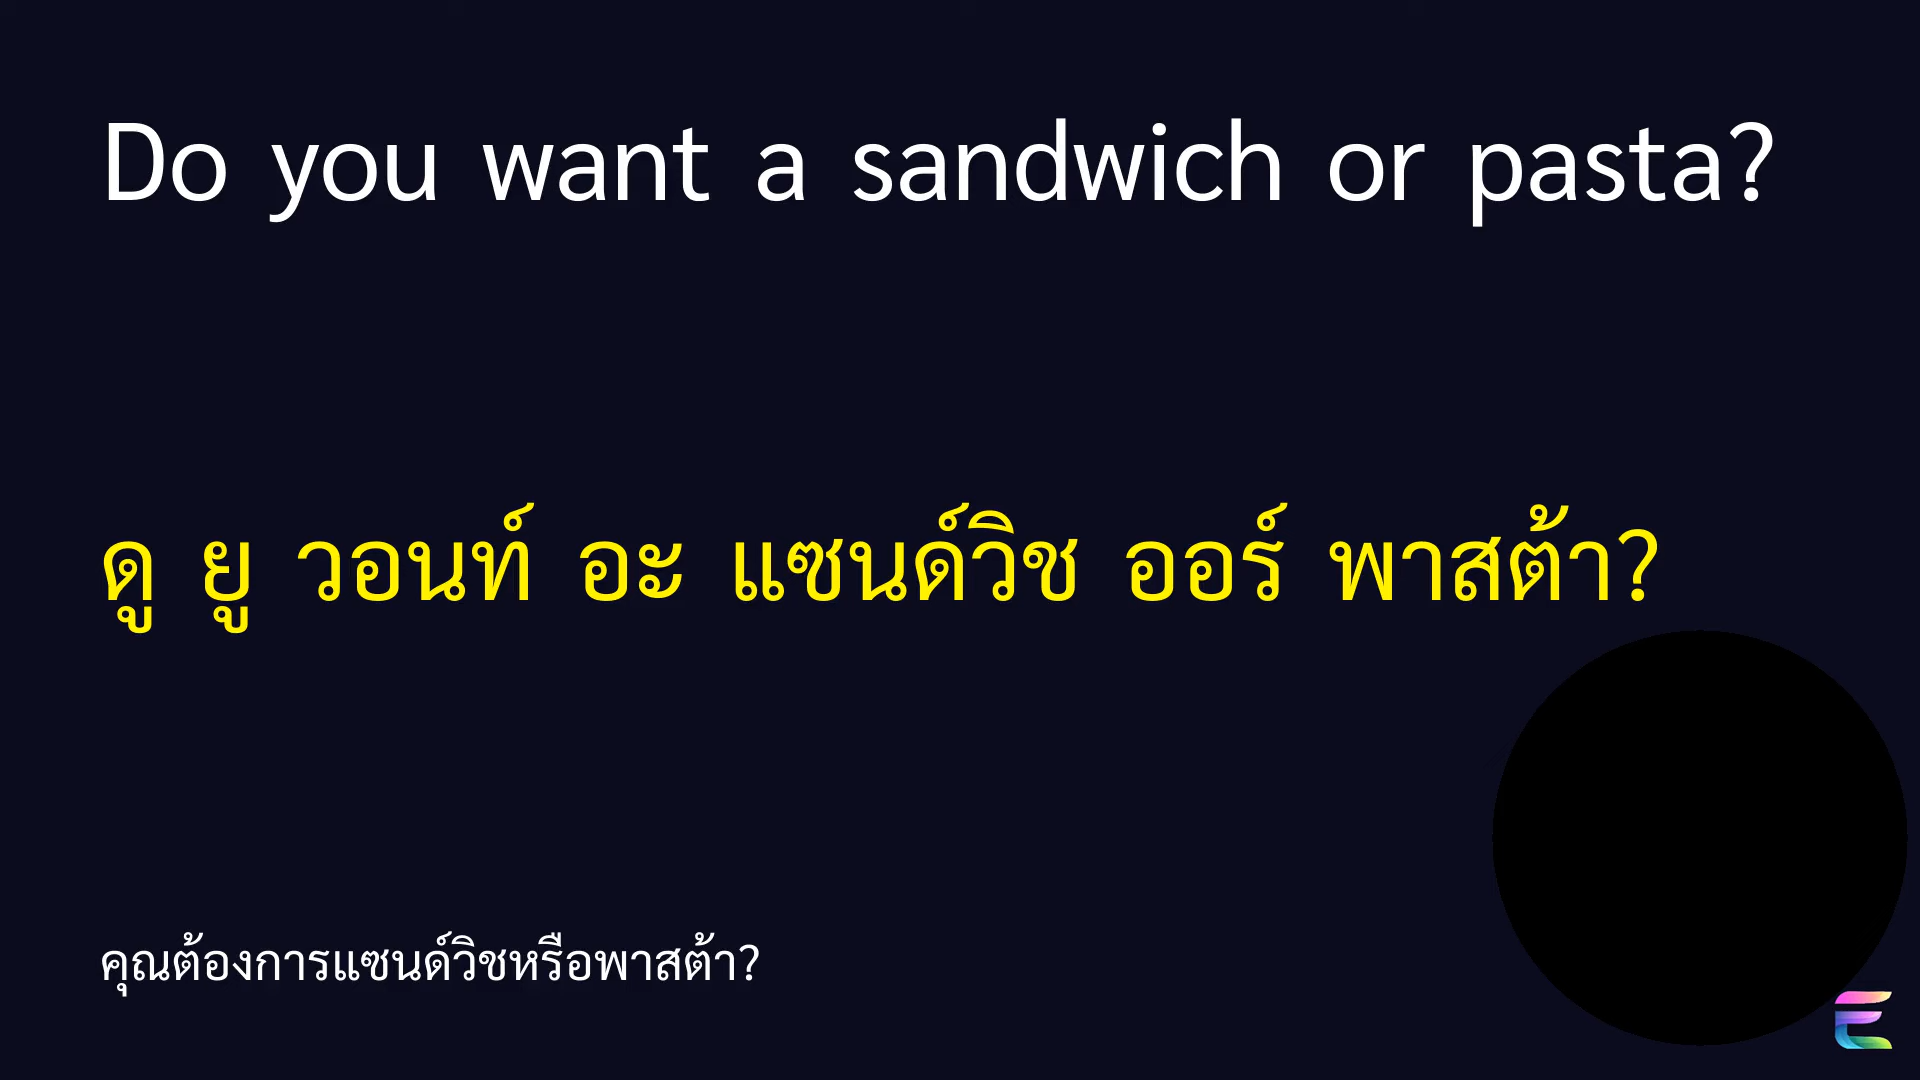 Do you want a sandwich or pasta?
ดู ยู วอนท์ อะ แซนด์วิช ออร์ พาสต้า?
คุณต้องการแซนด์วิชหรือพาสต้า?